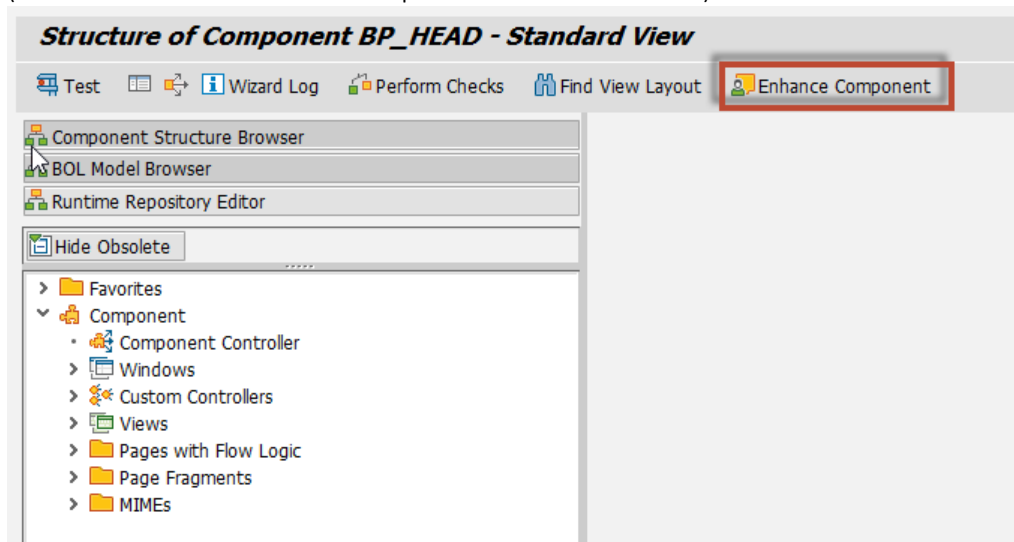 Structure of Component BP_HEAD - Standard View
Test Wizard Log Perform Checks Find View Layout Enhance Component
Component Structure Browser
BOL Model Browser
Runtime Repository Editor
Hide Obsolete
Favorites
Component
Component Controller
Windows
Custom Controllers
Views
Pages with Flow Logic
Page Fragments
MIMEs